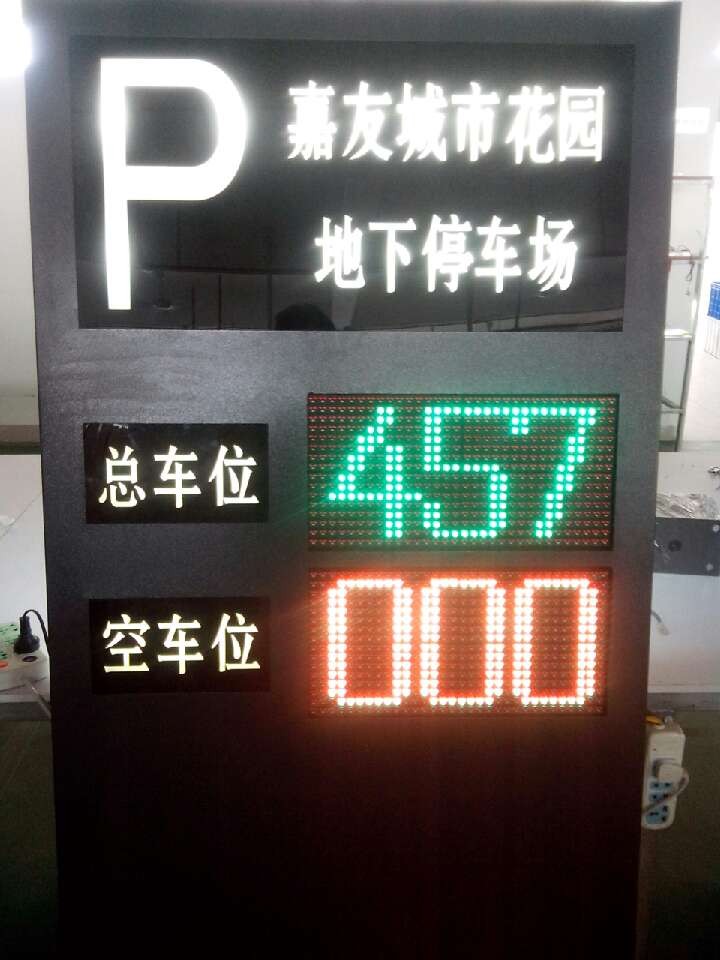 P
嘉友城市花园
地下停车场
总车位 457
空车位 000